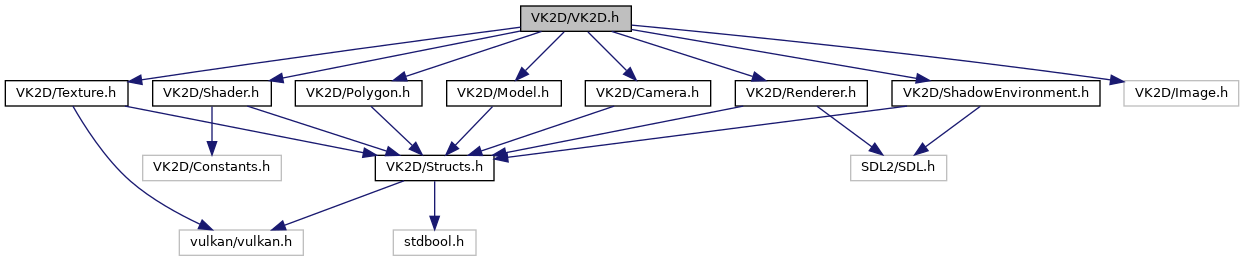 VK2D/VK2D.h
VK2D/Texture.h
VK2D/Shader.h
VK2D/Polygon.h
VK2D/Model.h
VK2D/Camera.h
VK2D/Renderer.h
VK2D/ShadowEnvironment.h
VK2D/Image.h
VK2D/Constants.h
VK2D/Structs.h
SDL2/SDL.h
vulkan/vulkan.h
stdbool.h